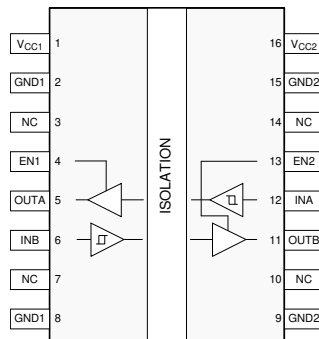 VCC1 1 16 VCC2
GND1 2 15 GND2
NC 3 14 NC
EN1 4 13 EN2
OUTA 5 12 INA
INB 6 11 OUTB
NC 7 10 NC
GND1 8 9 GND2
ISOLATION